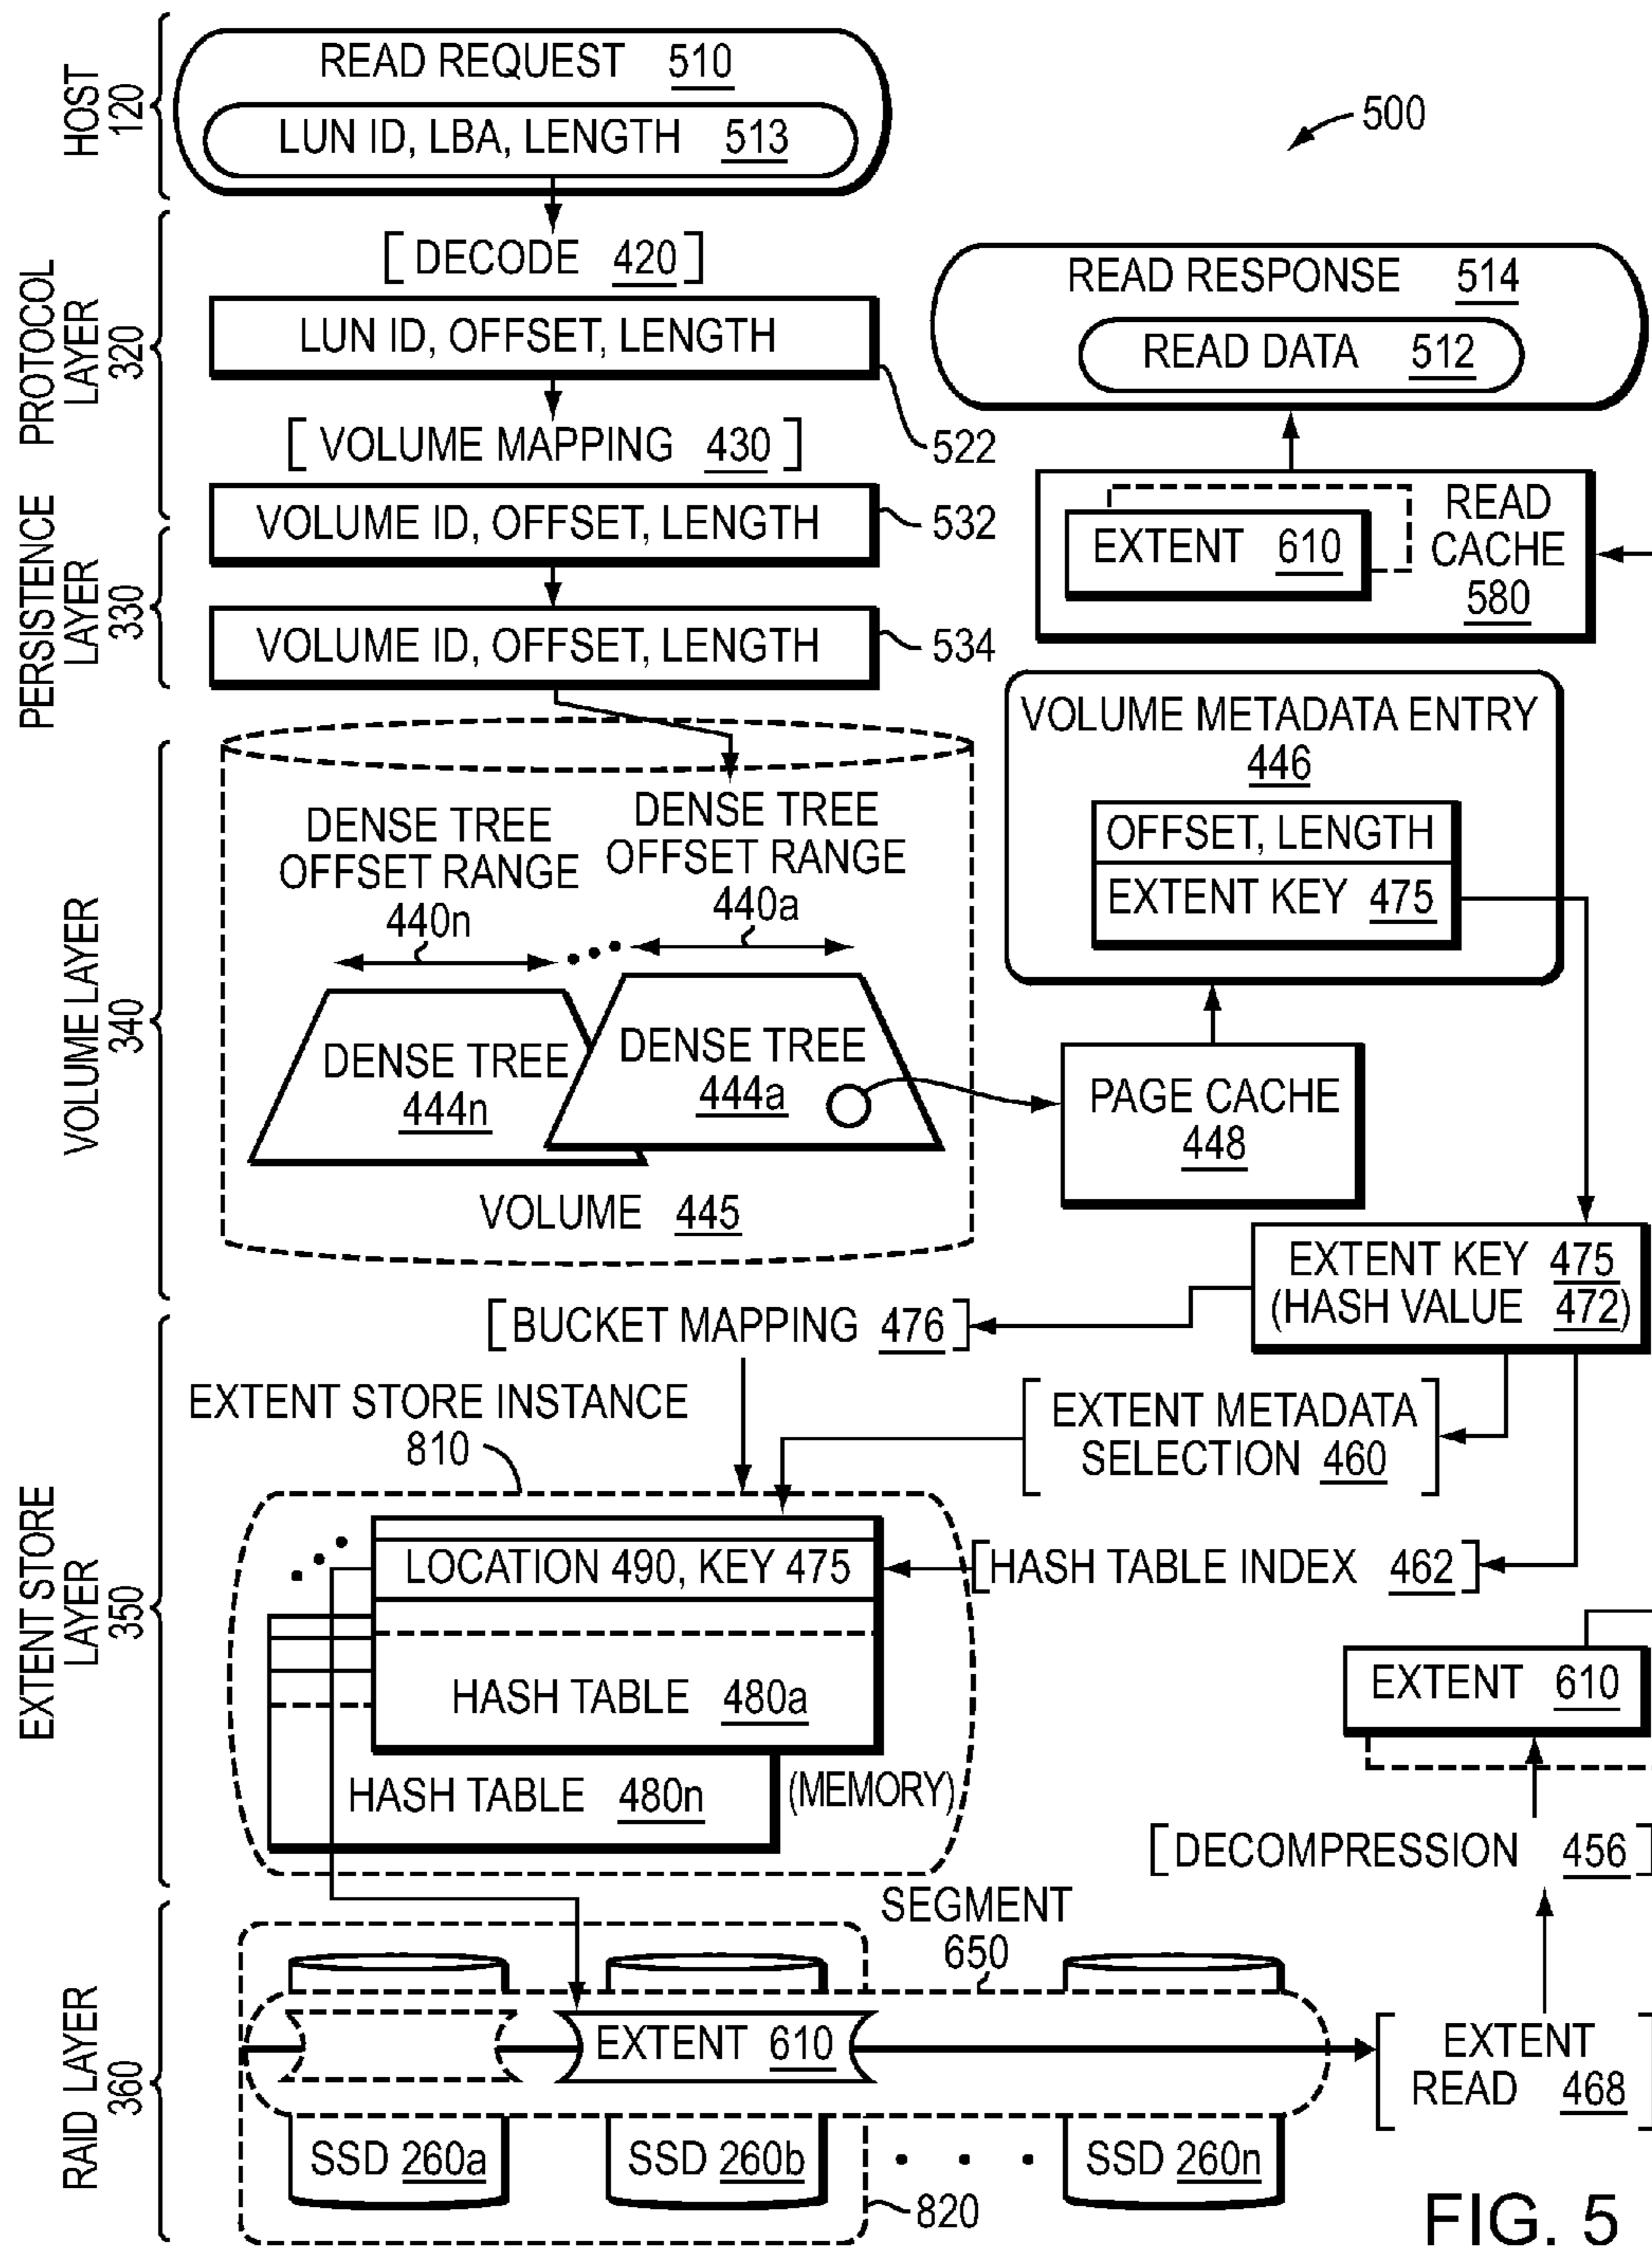 HOST
120
READ REQUEST 510
LUN ID, LBA, LENGTH 513
500
PROTOCOL
LAYER
320
[ DECODE 420 ]
LUN ID, OFFSET, LENGTH
522
[ VOLUME MAPPING 430 ]
VOLUME ID, OFFSET, LENGTH
532
PERSISTENCE
LAYER
330
VOLUME ID, OFFSET, LENGTH
534
READ RESPONSE 514
READ DATA 512
READ
CACHE
580
EXTENT 610
VOLUME LAYER
340
DENSE TREE
OFFSET RANGE
440n
DENSE TREE
OFFSET RANGE
440a
DENSE TREE
444n
DENSE TREE
444a
VOLUME 445
VOLUME METADATA ENTRY
446
OFFSET, LENGTH
EXTENT KEY 475
PAGE CACHE
448
EXTENT KEY 475
(HASH VALUE 472)
EXTENT STORE
LAYER
350
[BUCKET MAPPING 476]
EXTENT STORE INSTANCE
810
[EXTENT METADATA
SELECTION 460]
LOCATION 490, KEY 475
[HASH TABLE INDEX 462]
HASH TABLE 480a
HASH TABLE 480n
(MEMORY)
EXTENT 610
[DECOMPRESSION 456]
RAID LAYER
360
SEGMENT
650
EXTENT 610
[EXTENT
READ 468]
SSD 260a
SSD 260b
. . .
SSD 260n
820
FIG. 5